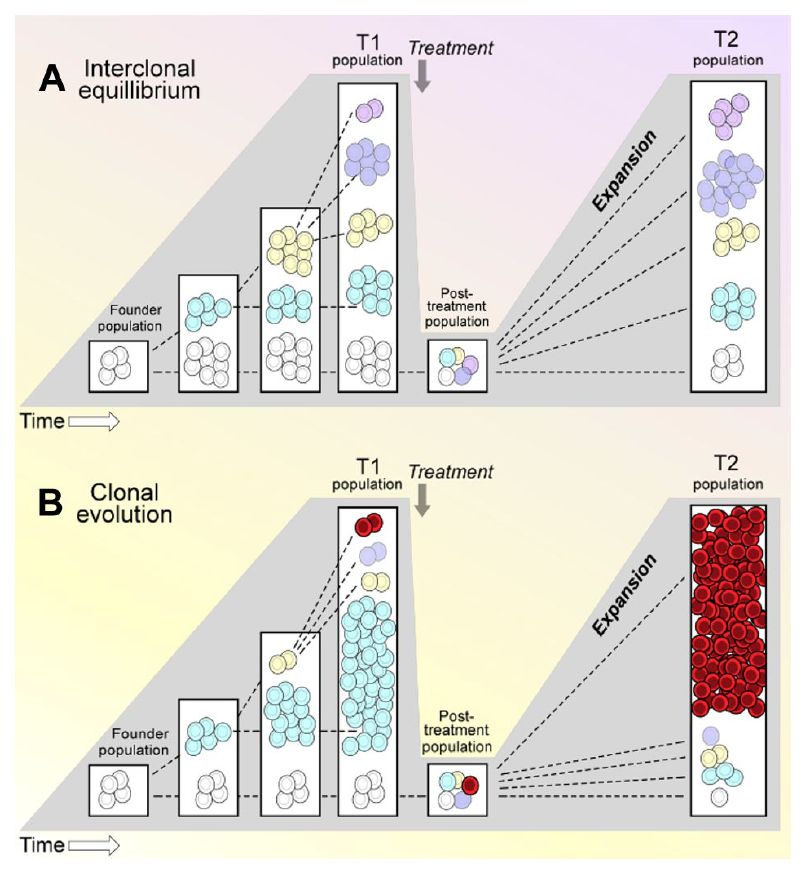 A
Interclonal
equillibrium
T1
population
Treatment
T2
population
Expansion
Founder
population
Post-
treatment
population
Time
B
Clonal
evolution
T1
population
Treatment
T2
population
Expansion
Founder
population
Post-
treatment
population
Time